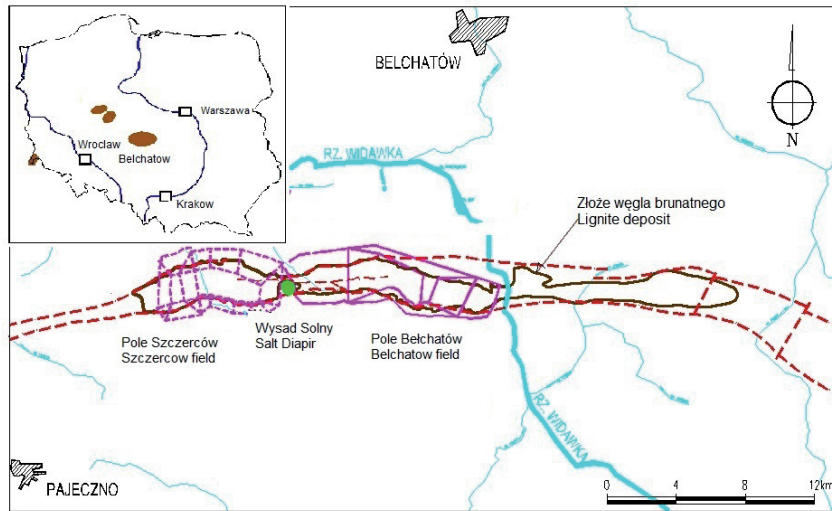 Warszawa
Wroclaw
Belchatow
Krakow
BELCHATÓW
N
RZ. WIDAWKA
Złoże węgla brunatnego
Lignite deposit
Pole Szczerców
Szczercow field
Wysad Solny
Salt Diapir
Pole Bełchatów
Belchatow field
RZ. WIDAWKA
PAJECZNO
0 4 8 12km